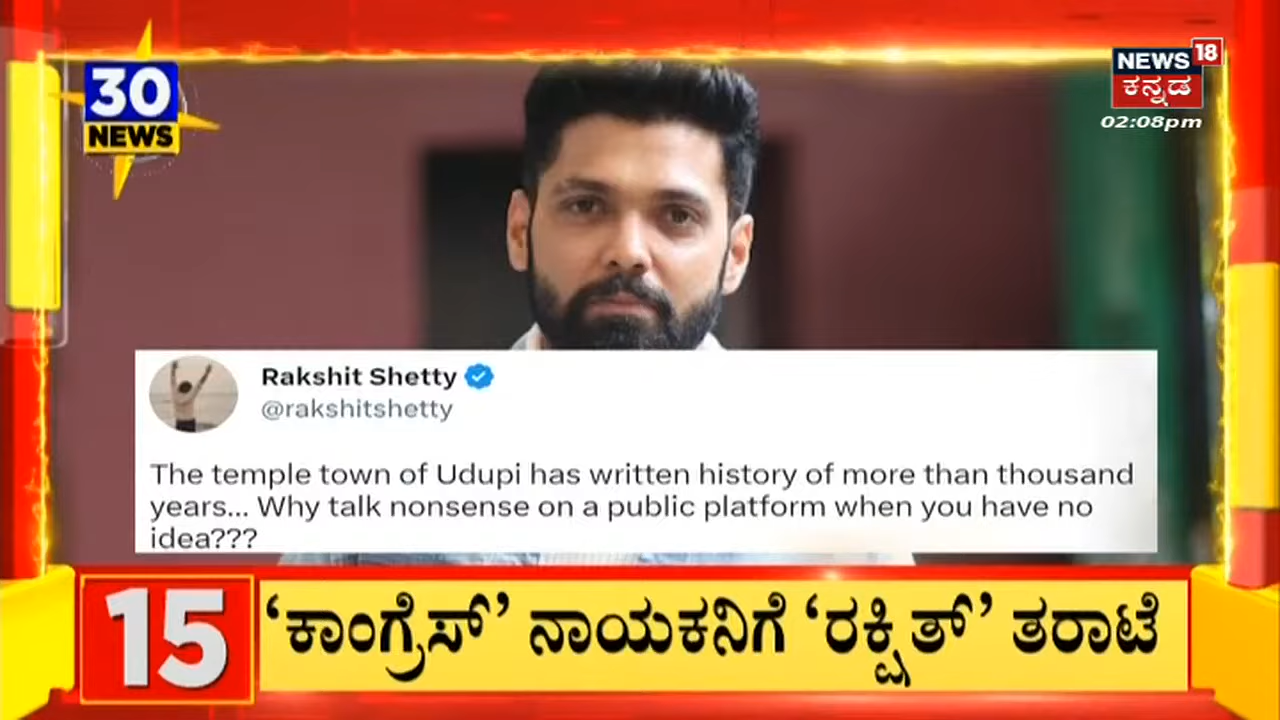 30
NEWS
NEWS 18
ಕನ್ನಡ
02:08pm
Rakshit Shetty
@rakshitshetty
The temple town of Udupi has written history of more than thousand
years... Why talk nonsense on a public platform when you have no
idea???
15
‘ಕಾಂಗ್ರೆಸ್’ ನಾಯಕನಿಗೆ ‘ರಕ್ಷಿತ್’ ತರಾಟೆ